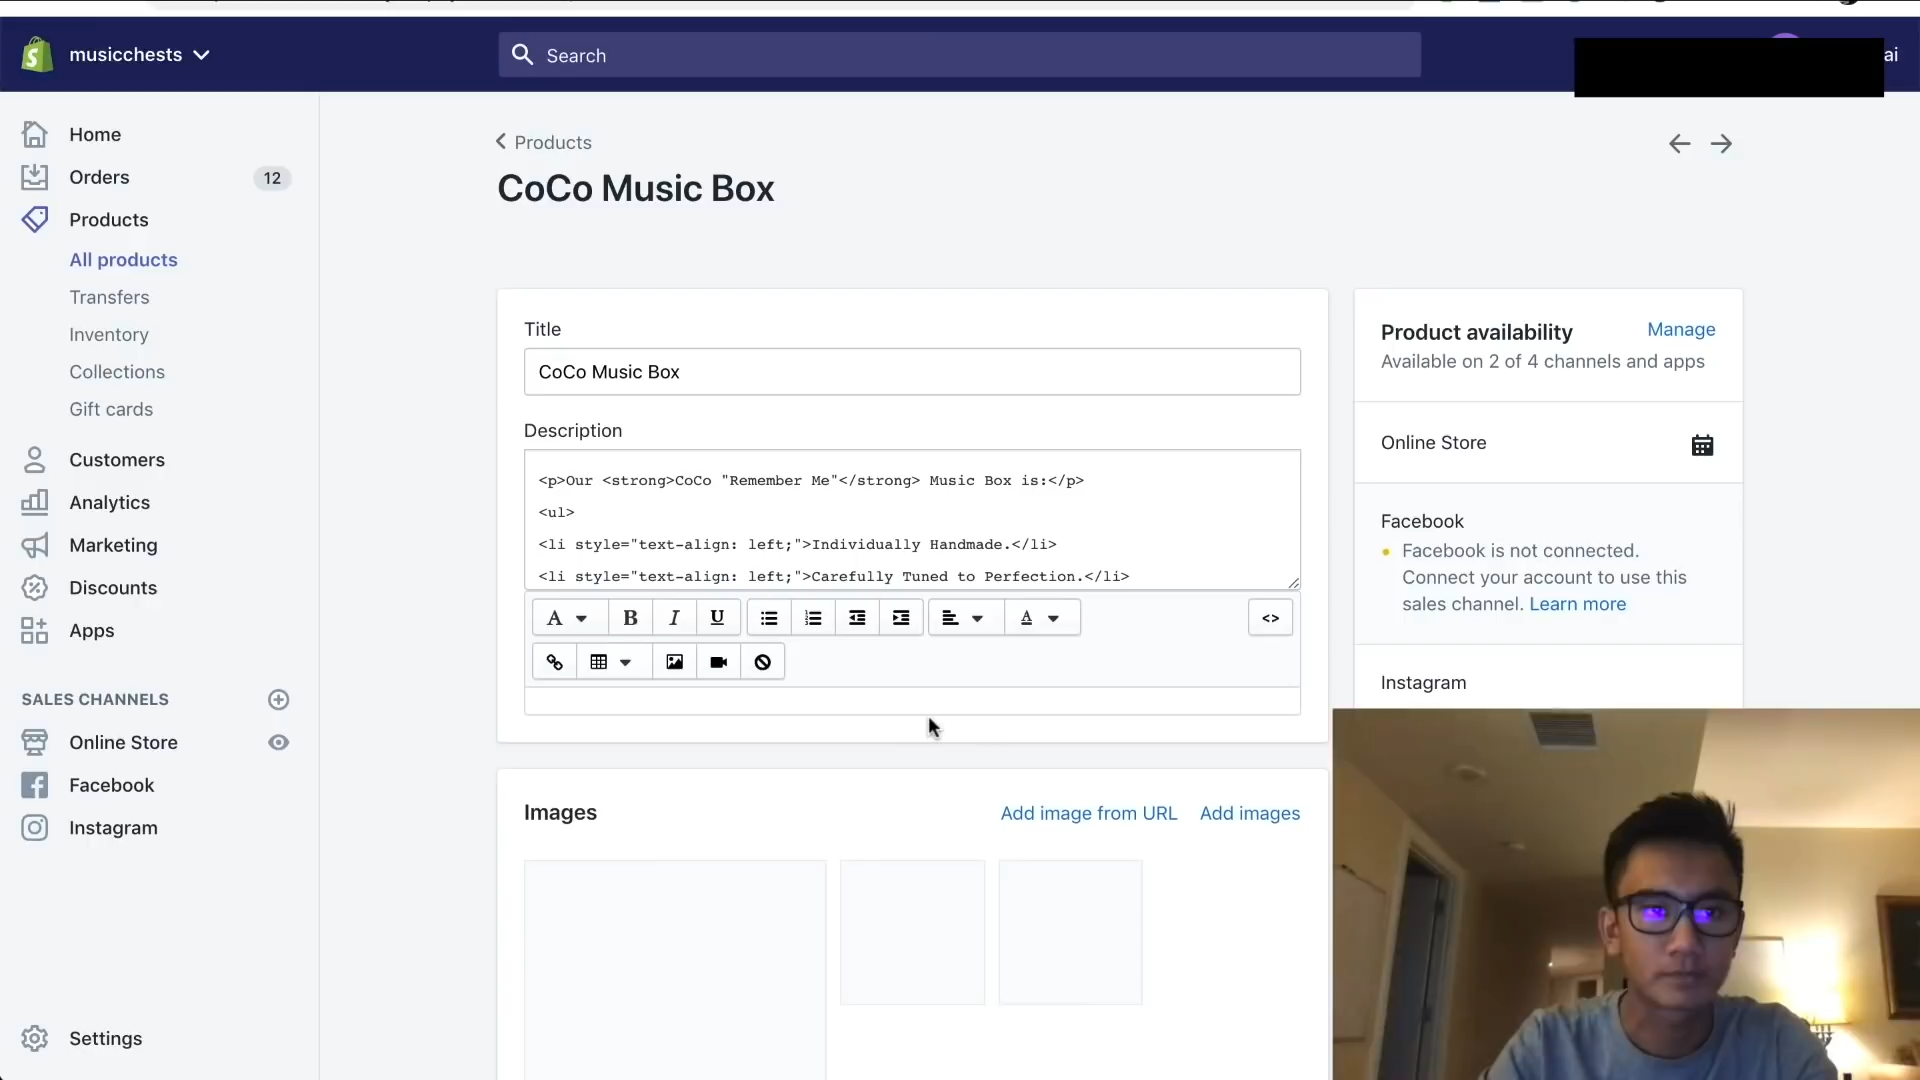 musicchests
Search
ai
Home
Orders
12
Products
All products
Transfers
Inventory
Collections
Gift cards
Customers
Analytics
Marketing
Discounts
Apps
SALES CHANNELS
Online Store
Facebook
Instagram
Settings
Products
CoCo Music Box
Title
CoCo Music Box
Description
<p>Our <strong>CoCo "Remember Me"</strong> Music Box is:</p>
<ul>
<li style="text-align: left;">Individually Handmade.</li>
<li style="text-align: left;">Carefully Tuned to Perfection.</li>
A
B
I
U
A
<>
Images
Add image from URL
Add images
Product availability
Manage
Available on 2 of 4 channels and apps
Online Store
Facebook
Facebook is not connected.
Connect your account to use this
sales channel. Learn more
Instagram